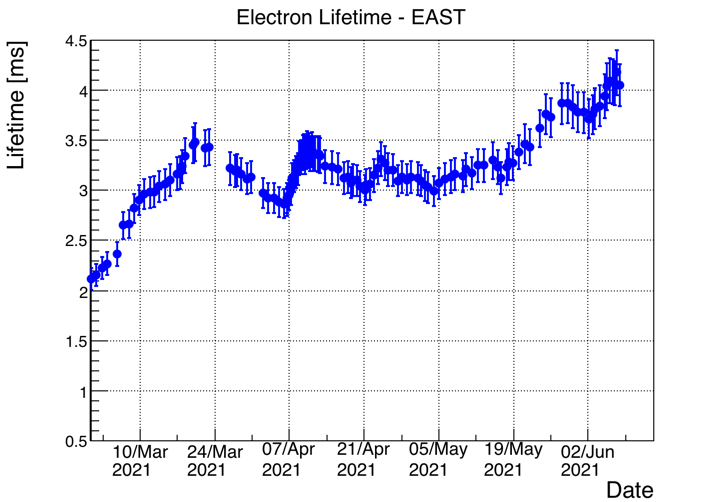 Electron Lifetime - EAST
Lifetime [ms]
4.5
4
3.5
3
2.5
2
1.5
1
0.5
10/Mar 24/Mar 07/Apr 21/Apr 05/May 19/May 02/Jun
2021 2021 2021 2021 2021 2021 2021
Date